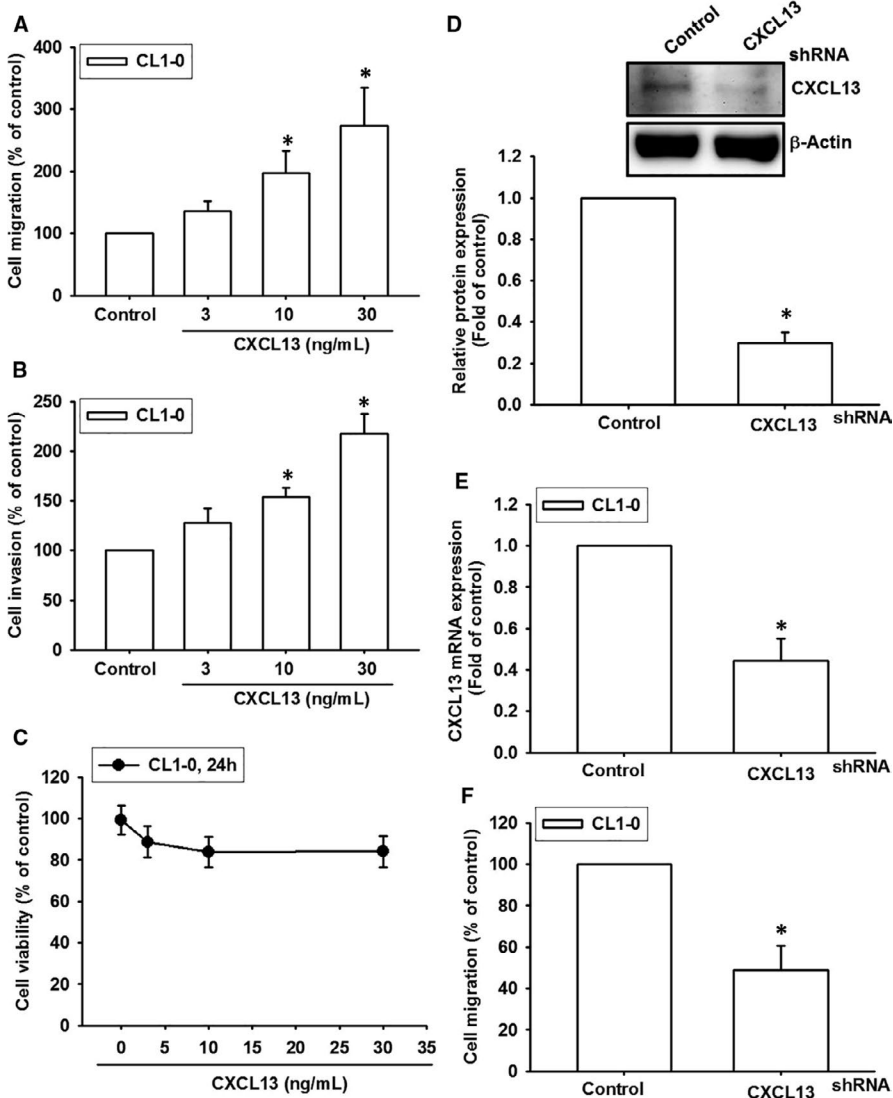 A
CL1-0
Cell migration (% of control)
400
300
200
100
0
Control 3 10 30
CXCL13 (ng/mL)
* *
B
CL1-0
Cell invasion (% of control)
250
200
150
100
50
0
Control 3 10 30
CXCL13 (ng/mL)
* *
C
CL1-0, 24h
Cell viability (% of control)
120
100
80
60
40
20
0
0 5 10 15 20 25 30 35
CXCL13 (ng/mL)
D
Control CXCL13
shRNA
CXCL13
β-Actin
Relative protein expression
(Fold of control)
1.2
1.0
0.8
0.6
0.4
0.2
0.0
*
Control CXCL13 shRNA
E
CL1-0
CXCL13 mRNA expression
(Fold of control)
1.2
1.0
0.8
0.6
0.4
0.2
0.0
*
Control CXCL13 shRNA
F
CL1-0
Cell migration (% of control)
120
100
80
60
40
20
0
*
Control CXCL13 shRNA